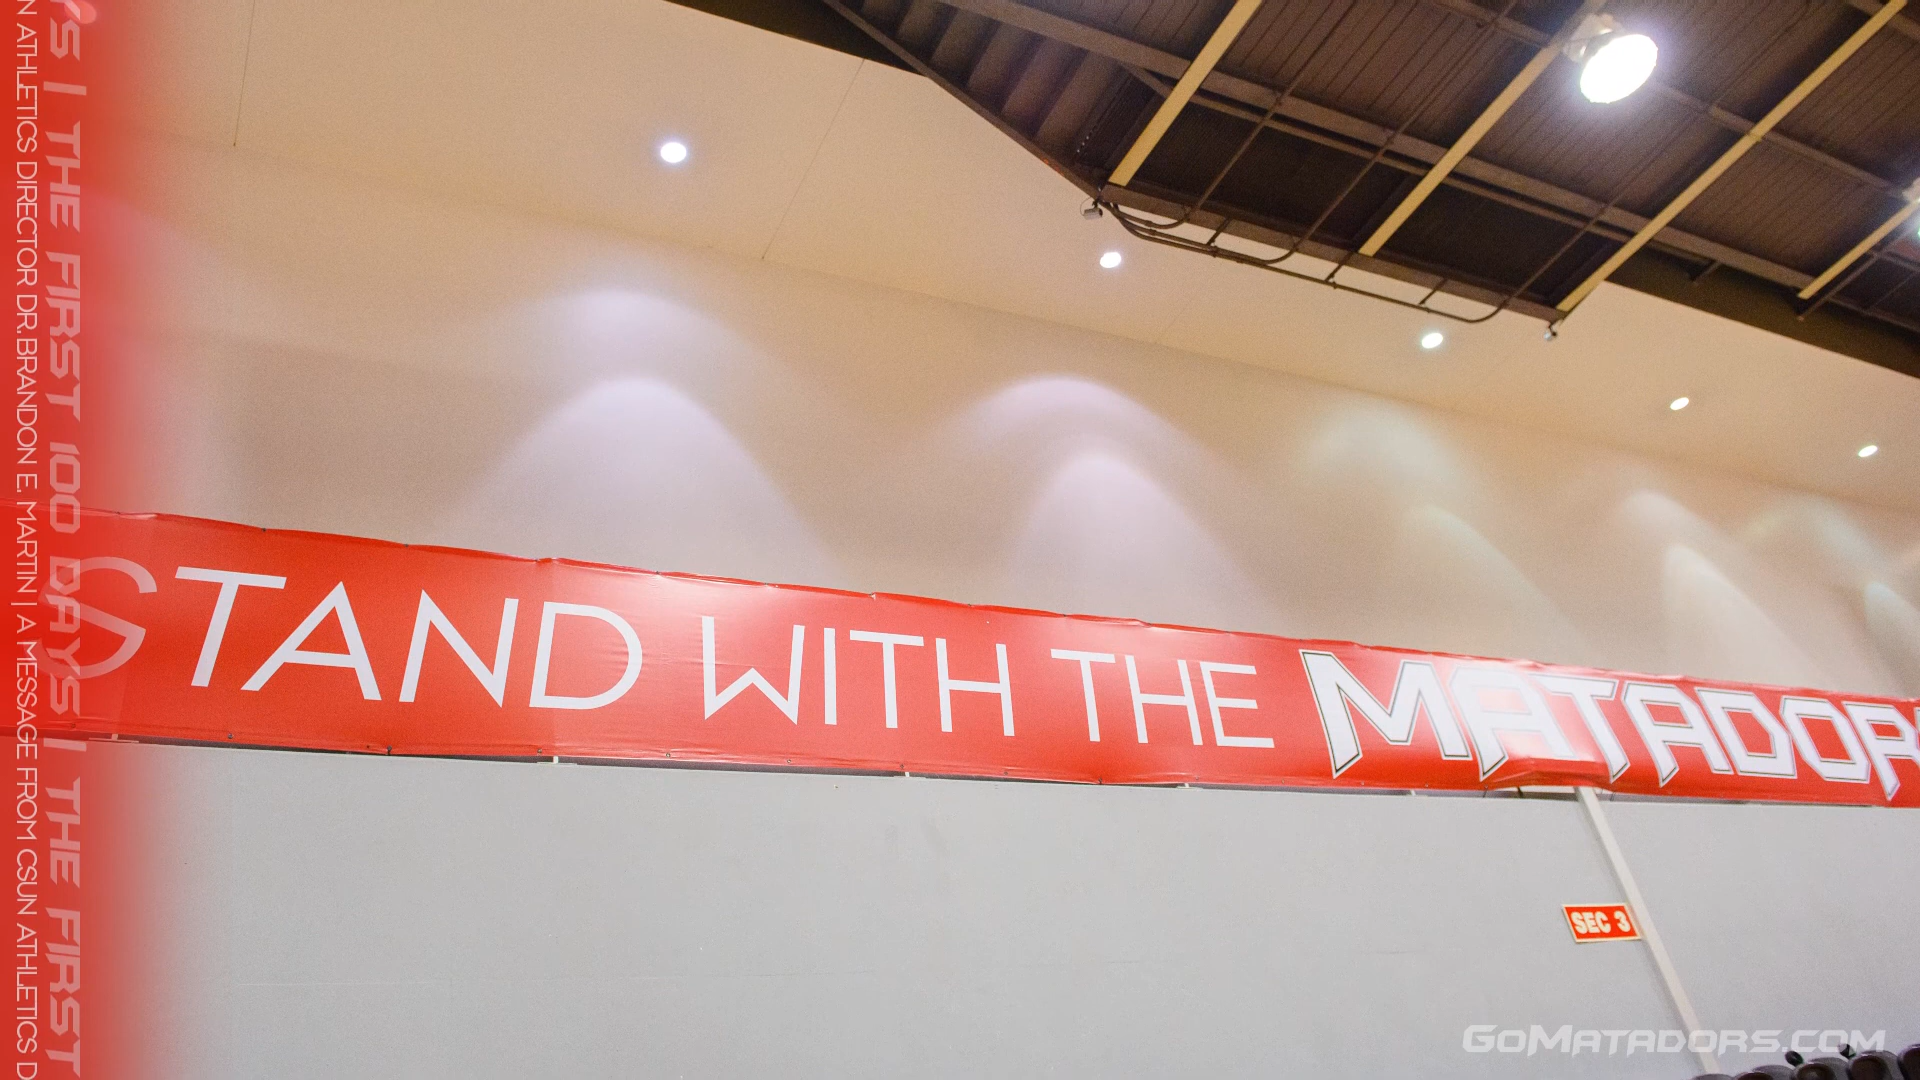 'S | THE FIRST 100 DAYS | THE FIRST
N ATHLETICS DIRECTOR DR. BRANDON E. MARTIN | A MESSAGE FROM CSUN ATHLETICS D
STAND WITH THE MATADORS
SEC 3
GOMATADORS.COM